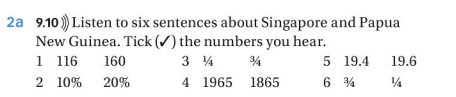 2a 9.10 Listen to six sentences about Singapore and Papua
New Guinea. Tick (✓) the numbers you hear.
1 116 160 3 ¼ ¾ 5 19.4 19.6
2 10% 20% 4 1965 1865 6 ¾ ¼